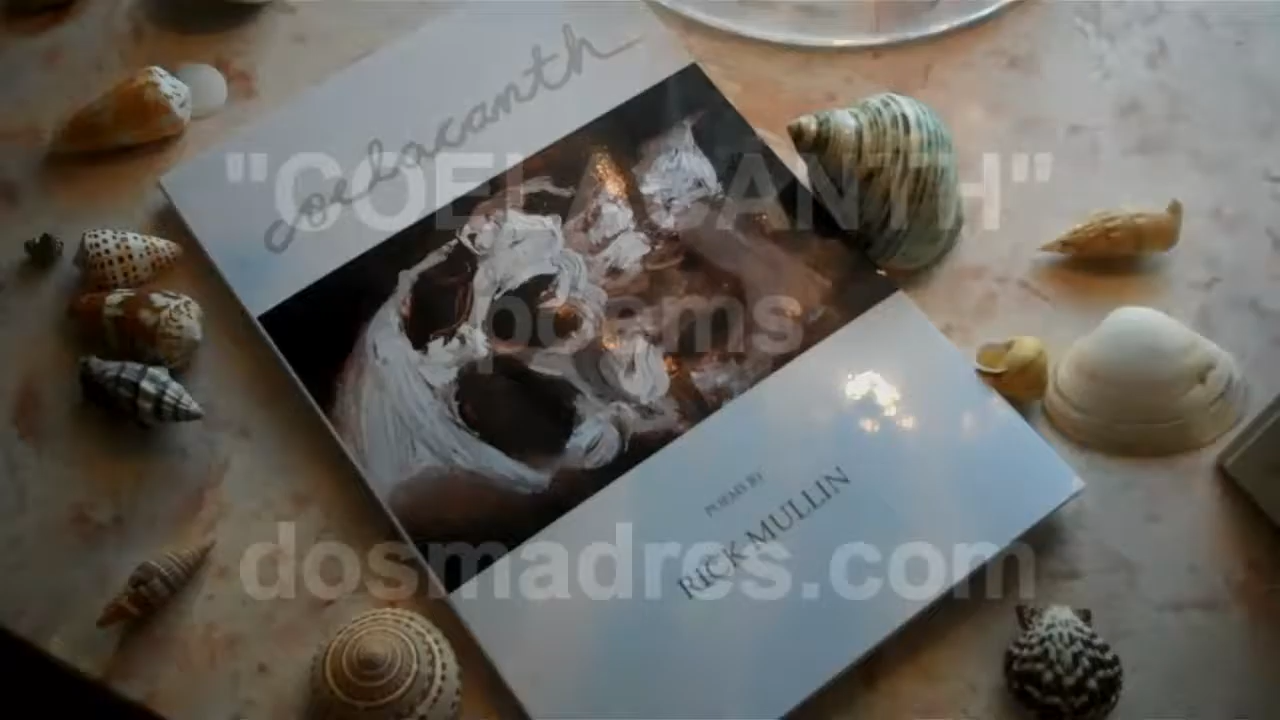 coelacanth
"COELACANTH"
poems
POEMS BY
RICK MULLIN
dosmadres.com